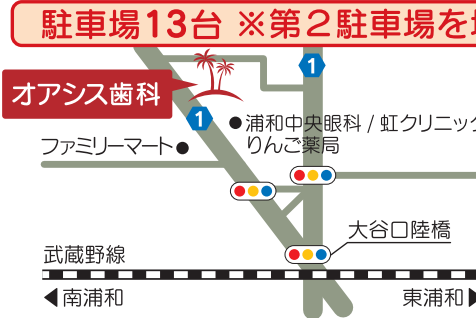 駐車場13台 ※第2駐車場を
1
オアシス歯科
1
●浦和中央眼科 / 虹クリニック
りんご薬局
ファミリーマート●
大谷口陸橋
武蔵野線
◀南浦和
東浦和▶